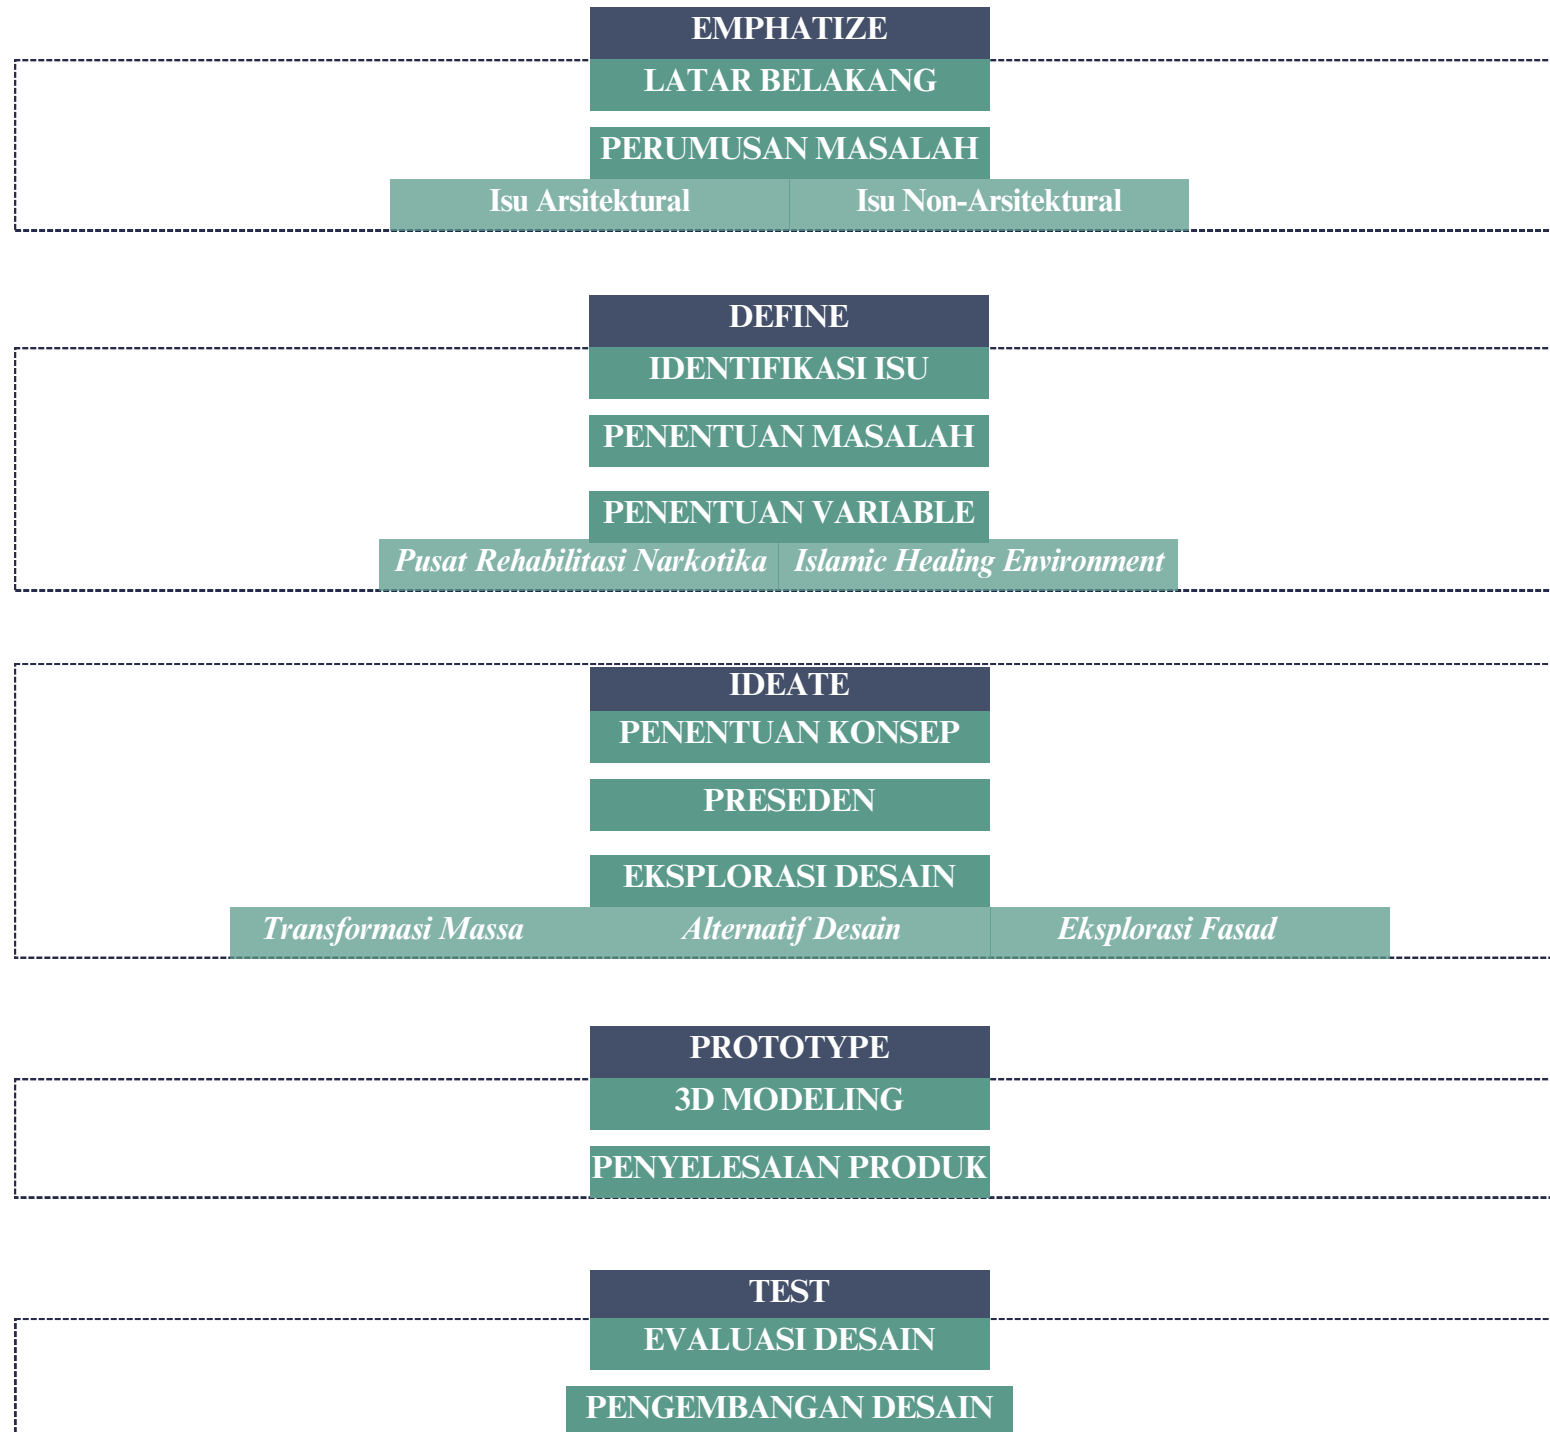 EMPHATIZE
LATAR BELAKANG
PERUMUSAN MASALAH
Isu Arsitektural
Isu Non-Arsitektural
DEFINE
IDENTIFIKASI ISU
PENENTUAN MASALAH
PENENTUAN VARIABLE
Pusat Rehabilitasi Narkotika
Islamic Healing Environment
IDEATE
PENENTUAN KONSEP
PRESEDEN
EKSPLORASI DESAIN
Transformasi Massa
Alternatif Desain
Eksplorasi Fasad
PROTOTYPE
3D MODELING
PENYELESAIAN PRODUK
TEST
EVALUASI DESAIN
PENGEMBANGAN DESAIN